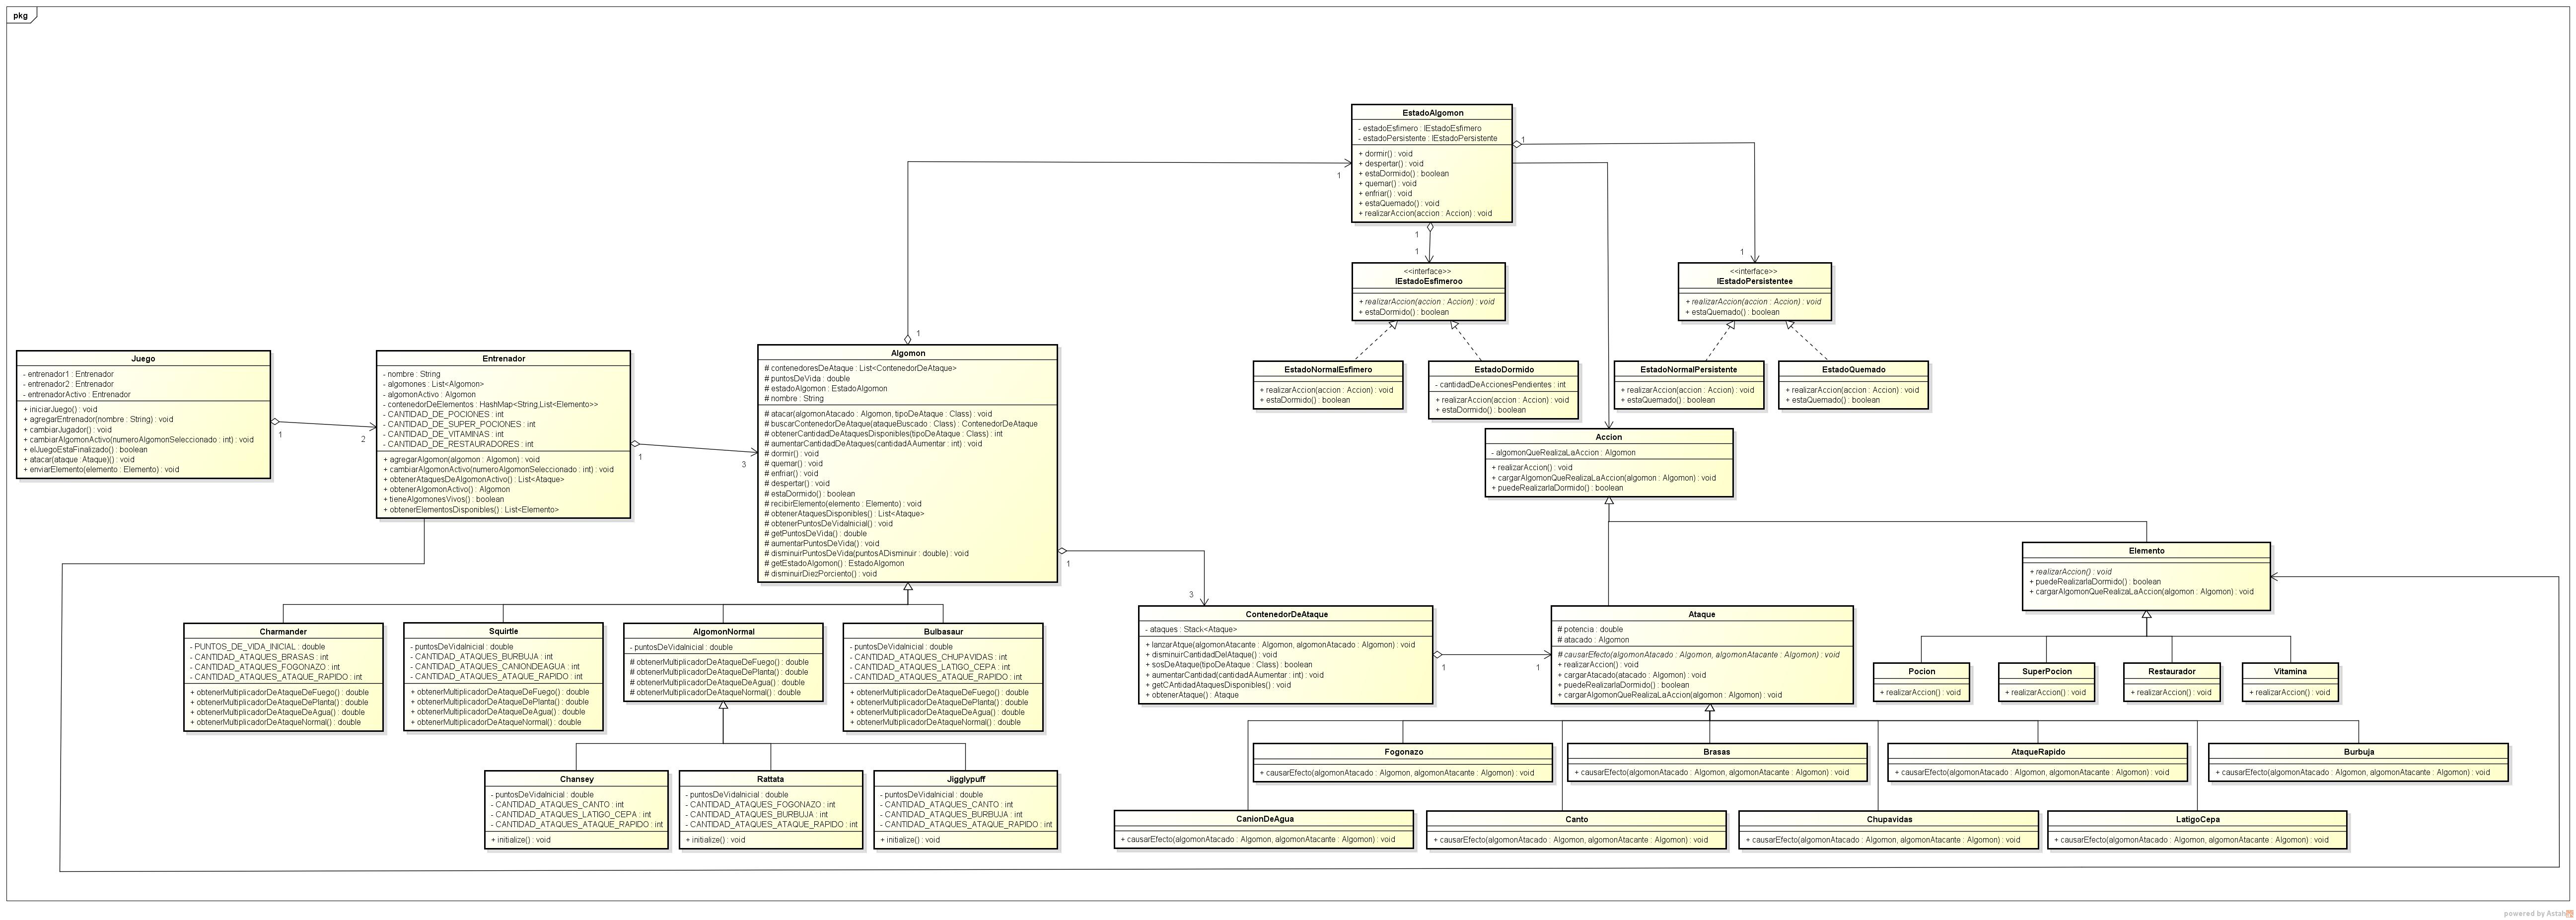 pkg
EstadoAlgomon
- estadoEsfimero : IEstadoEsfimero
- estadoPersistente : IEstadoPersistente
+ dormir() : void
+ despertar() : void
+ estaDormido() : boolean
+ quemar() : void
+ enfriar() : void
+ estaQuemado() : void
+ realizarAccion(accion : Accion) : void
1
1
1
1
1
1
<<interface>>
IEstadoEsfimeroo
+ realizarAccion(accion : Accion) : void
+ estaDormido() : boolean
<<interface>>
IEstadoPersistentee
+ realizarAccion(accion : Accion) : void
+ estaQuemado() : boolean
EstadoNormalEsfimero
+ realizarAccion(accion : Accion) : void
+ estaDormido() : boolean
EstadoDormido
- cantidadDeAccionesPendientes : int
+ realizarAccion(accion : Accion) : void
+ estaDormido() : boolean
EstadoNormalPersistente
+ realizarAccion(accion : Accion) : void
+ estaQuemado() : boolean
EstadoQuemado
+ realizarAccion(accion : Accion) : void
+ estaQuemado() : boolean
Juego
- entrenador1 : Entrenador
- entrenador2 : Entrenador
- entrenadorActivo : Entrenador
+ iniciarJuego() : void
+ agregarEntrenador(nombre : String) : void
+ cambiarJugador() : void
+ cambiarAlgomonActivo(numeroAlgomonSeleccionado : int) : void
+ elJuegoEstaFinalizado() : boolean
+ atacar(ataque :Ataque)() : void
+ enviarElemento(elemento : Elemento) : void
1
2
Entrenador
- nombre : String
- algomones : List<Algomon>
- algomonActivo : Algomon
- contenedorDeElementos : HashMap<String,List<Elemento>>
- CANTIDAD_DE_POCIONES : int
- CANTIDAD_DE_SUPER_POCIONES : int
- CANTIDAD_DE_VITAMINAS : int
- CANTIDAD_DE_RESTAURADORES : int
+ agregarAlgomon(algomon : Algomon) : void
+ cambiarAlgomonActivo(numeroAlgomonSeleccionado : int) : void
+ obtenerAtaquesDeAlgomonActivo() : List<Ataque>
+ obtenerAlgomonActivo() : Algomon
+ tieneAlgomonesVivos() : boolean
+ obtenerElementosDisponibles() : List<Elemento>
1
3
Algomon
# contenedoresDeAtaque : List<ContenedorDeAtaque>
# puntosDeVida : double
# estadoAlgomon : EstadoAlgomon
# nombre : String
# atacar(algomonAtacado : Algomon, tipoDeAtaque : Class) : void
# buscarContenedorDeAtaque(ataqueBuscado : Class) : ContenedorDeAtaque
# obtenerCantidadDeAtaquesDisponibles(tipoDeAtaque : Class) : int
# aumentarCantidadDeAtaques(cantidadAAumentar : int) : void
# dormir() : void
# quemar() : void
# enfriar() : void
# despertar() : void
# estaDormido() : boolean
# recibirElemento(elemento : Elemento) : void
# obtenerAtaquesDisponibles() : List<Ataque>
# obtenerPuntosDeVidaInicial() : void
# getPuntosDeVida() : double
# aumentarPuntosDeVida() : void
# disminuirPuntosDeVida(puntosADisminuir : double) : void
# getEstadoAlgomon() : EstadoAlgomon
# disminuirDiezPorciento() : void
1
3
Accion
- algomonQueRealizaLaAccion : Algomon
+ realizarAccion() : void
+ cargarAlgomonQueRealizaLaAccion(algomon : Algomon) : void
+ puedeRealizarlaDormido() : boolean
Elemento
+ realizarAccion() : void
+ puedeRealizarlaDormido() : boolean
+ cargarAlgomonQueRealizaLaAccion(algomon : Algomon) : void
ContenedorDeAtaque
- ataques : Stack<Ataque>
+ lanzarAtque(algomonAtacante : Algomon, algomonAtacado : Algomon) : void
+ disminuirCantidadDelAtaque() : void
+ sosDeAtaque(tipoDeAtaque : Class) : boolean
+ aumentarCantidad(cantidadAAumentar : int) : void
+ getCAntidadAtaquesDisponibles() : void
+ obtenerAtaque() : Ataque
1
1
Ataque
# potencia : double
# atacado : Algomon
# causarEfecto(algomonAtacado : Algomon, algomonAtacante : Algomon) : void
+ realizarAccion() : void
+ cargarAtacado(atacado : Algomon) : void
+ puedeRealizarlaDormido() : boolean
+ cargarAlgomonQueRealizaLaAccion(algomon : Algomon) : void
Charmander
- PUNTOS_DE_VIDA_INICIAL : double
- CANTIDAD_ATAQUES_BRASAS : int
- CANTIDAD_ATAQUES_FOGONAZO : int
- CANTIDAD_ATAQUES_ATAQUE_RAPIDO : int
+ obtenerMultiplicadorDeAtaqueDeFuego() : double
+ obtenerMultiplicadorDeAtaqueDePlanta() : double
+ obtenerMultiplicadorDeAtaqueDeAgua() : double
+ obtenerMultiplicadorDeAtaqueNormal() : double
Squirtle
- puntosDeVidaInicial : double
- CANTIDAD_ATAQUES_BURBUJA : int
- CANTIDAD_ATAQUES_CANIONDEAGUA : int
- CANTIDAD_ATAQUES_ATAQUE_RAPIDO : int
+ obtenerMultiplicadorDeAtaqueDeFuego() : double
+ obtenerMultiplicadorDeAtaqueDePlanta() : double
+ obtenerMultiplicadorDeAtaqueDeAgua() : double
+ obtenerMultiplicadorDeAtaqueNormal() : double
AlgomonNormal
- puntosDeVidaInicial : double
# obtenerMultiplicadorDeAtaqueDeFuego() : double
# obtenerMultiplicadorDeAtaqueDePlanta() : double
# obtenerMultiplicadorDeAtaqueDeAgua() : double
# obtenerMultiplicadorDeAtaqueNormal() : double
Bulbasaur
- puntosDeVidaInicial : double
- CANTIDAD_ATAQUES_CHUPAVIDAS : int
- CANTIDAD_ATAQUES_LATIGO_CEPA : int
- CANTIDAD_ATAQUES_ATAQUE_RAPIDO : int
+ obtenerMultiplicadorDeAtaqueDeFuego() : double
+ obtenerMultiplicadorDeAtaqueDePlanta() : double
+ obtenerMultiplicadorDeAtaqueDeAgua() : double
+ obtenerMultiplicadorDeAtaqueNormal() : double
Pocion
+ realizarAccion() : void
SuperPocion
+ realizarAccion() : void
Restaurador
+ realizarAccion() : void
Vitamina
+ realizarAccion() : void
Chansey
- puntosDeVidaInicial : double
- CANTIDAD_ATAQUES_CANTO : int
- CANTIDAD_ATAQUES_LATIGO_CEPA : int
- CANTIDAD_ATAQUES_ATAQUE_RAPIDO : int
+ initialize() : void
Rattata
- puntosDeVidaInicial : double
- CANTIDAD_ATAQUES_FOGONAZO : int
- CANTIDAD_ATAQUES_BURBUJA : int
- CANTIDAD_ATAQUES_ATAQUE_RAPIDO : int
+ initialize() : void
Jigglypuff
- puntosDeVidaInicial : double
- CANTIDAD_ATAQUES_CANTO : int
- CANTIDAD_ATAQUES_BURBUJA : int
- CANTIDAD_ATAQUES_ATAQUE_RAPIDO : int
+ initialize() : void
Fogonazo
+ causarEfecto(algomonAtacado : Algomon, algomonAtacante : Algomon) : void
Brasas
+ causarEfecto(algomonAtacado : Algomon, algomonAtacante : Algomon) : void
AtaqueRapido
+ causarEfecto(algomonAtacado : Algomon, algomonAtacante : Algomon) : void
Burbuja
+ causarEfecto(algomonAtacado : Algomon, algomonAtacante : Algomon) : void
CanionDeAgua
+ causarEfecto(algomonAtacado : Algomon, algomonAtacante : Algomon) : void
Canto
+ causarEfecto(algomonAtacado : Algomon, algomonAtacante : Algomon) : void
Chupavidas
+ causarEfecto(algomonAtacado : Algomon, algomonAtacante : Algomon) : void
LatigoCepa
+ causarEfecto(algomonAtacado : Algomon, algomonAtacante : Algomon) : void
powered by Astah